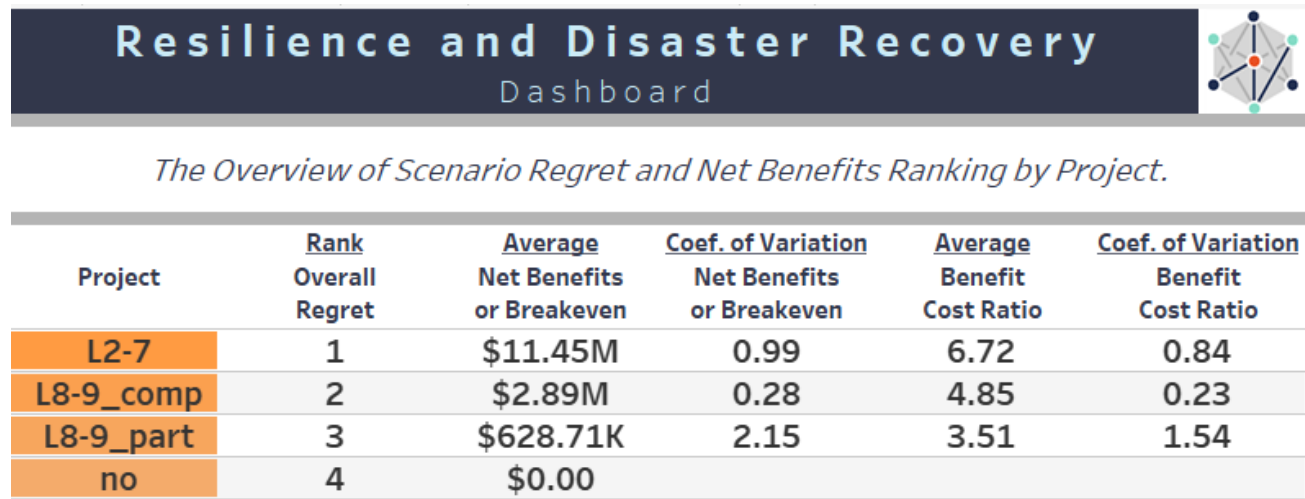 Resilience and Disaster Recovery
Dashboard
The Overview of Scenario Regret and Net Benefits Ranking by Project.
Project Rank Overall Regret Average Net Benefits or Breakeven Coef. of Variation Net Benefits or Breakeven Average Benefit Cost Ratio Coef. of Variation Benefit Cost Ratio
L2-7 1 $11.45M 0.99 6.72 0.84
L8-9_comp 2 $2.89M 0.28 4.85 0.23
L8-9_part 3 $628.71K 2.15 3.51 1.54
no 4 $0.00